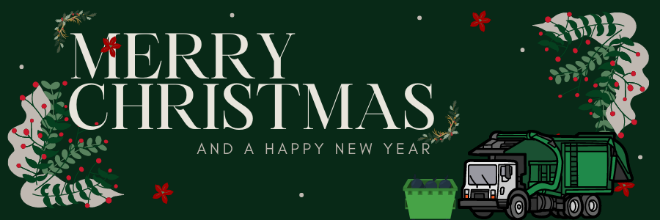 MERRY
CHRISTMAS
AND A HAPPY NEW YEAR